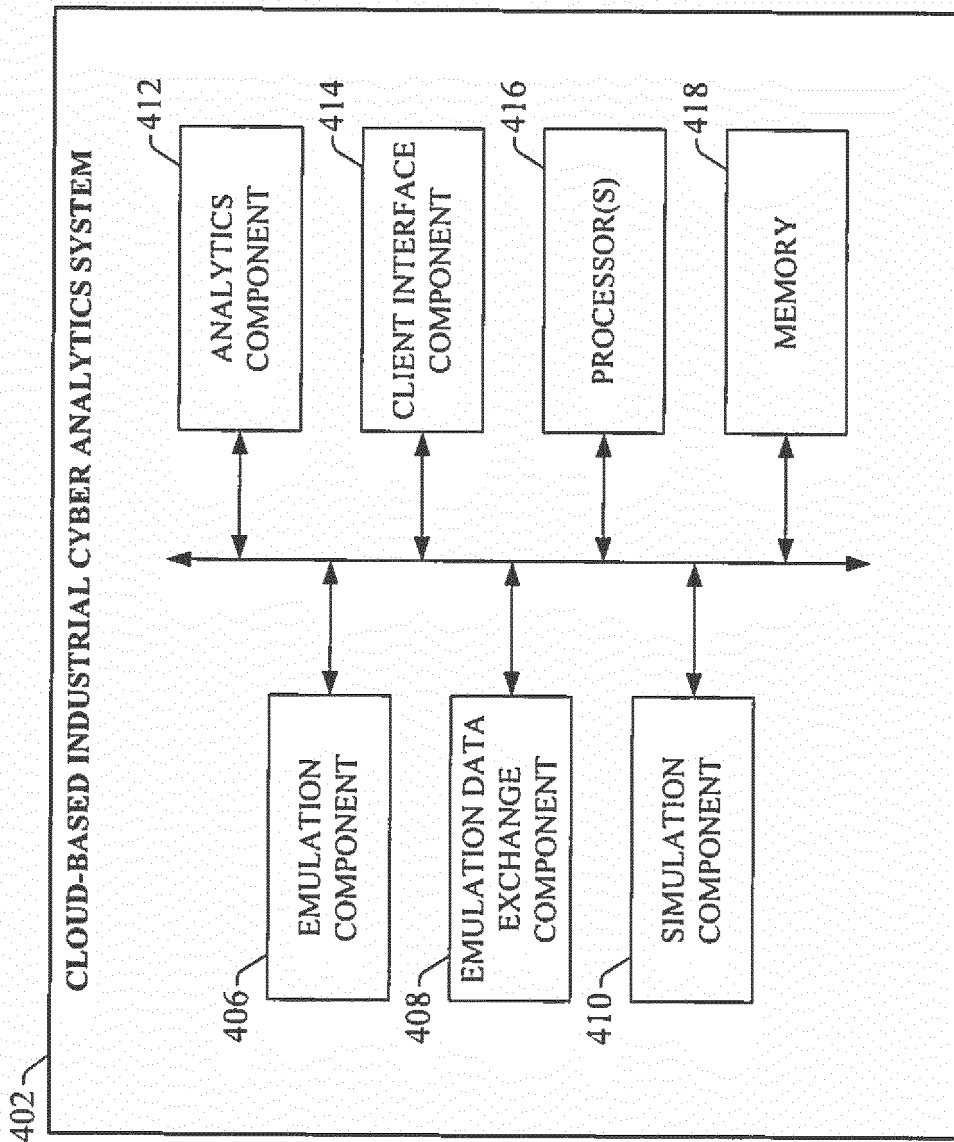 402
CLOUD-BASED INDUSTRIAL CYBER ANALYTICS SYSTEM
406
EMULATION
COMPONENT
408
EMULATION DATA
EXCHANGE
COMPONENT
410
SIMULATION
COMPONENT
412
ANALYTICS
COMPONENT
414
CLIENT INTERFACE
COMPONENT
416
PROCESSOR(S)
418
MEMORY